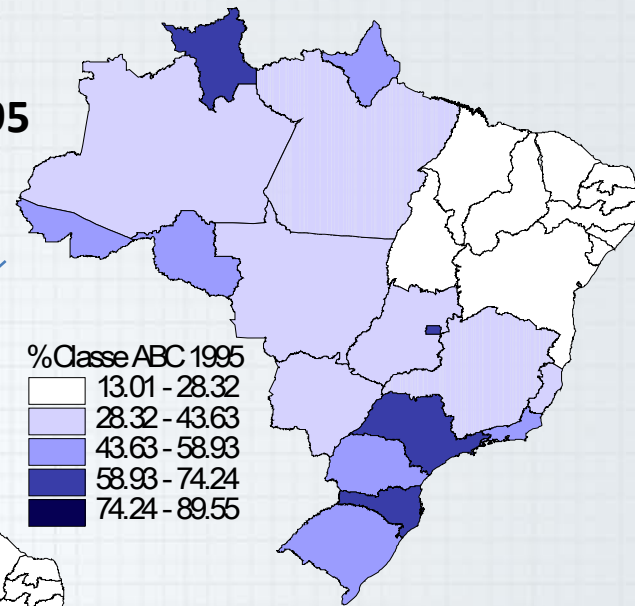 95
%Classe ABC 1995
13.01 - 28.32
28.32 - 43.63
43.63 - 58.93
58.93 - 74.24
74.24 - 89.55